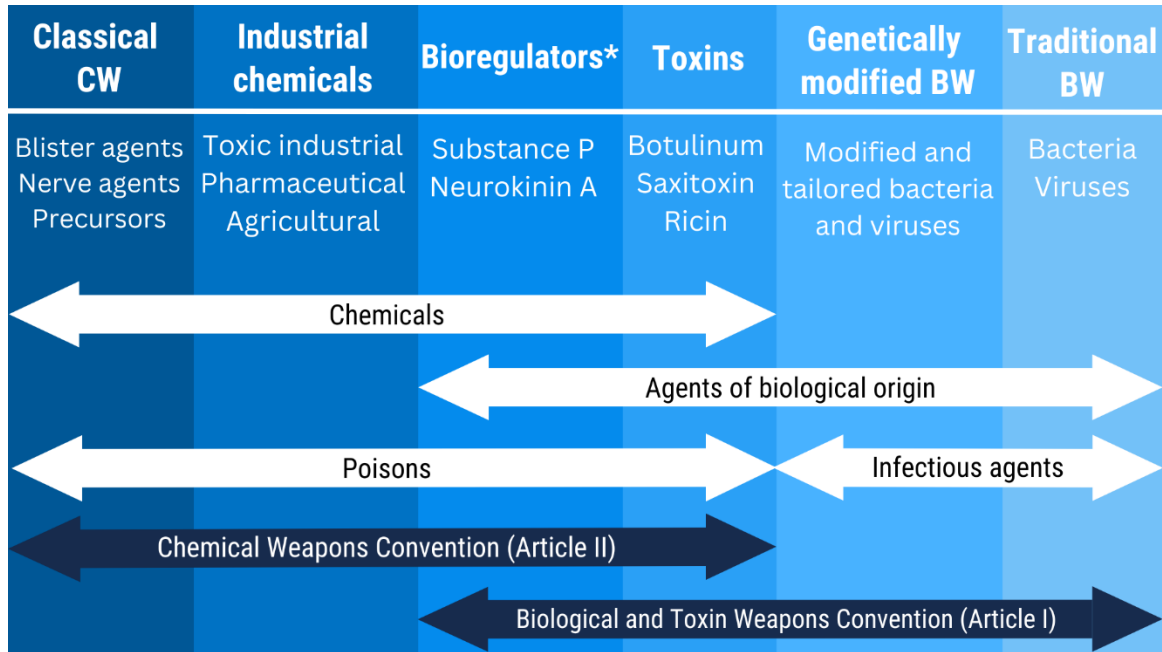 Classical
CW
Industrial
chemicals
Bioregulators*
Toxins
Genetically
modified BW
Traditional
BW
Blister agents
Nerve agents
Precursors
Toxic industrial
Pharmaceutical
Agricultural
Substance P
Neurokinin A
Botulinum
Saxitoxin
Ricin
Modified and
tailored bacteria
and viruses
Bacteria
Viruses
Chemicals
Agents of biological origin
Poisons
Infectious agents
Chemical Weapons Convention (Article II)
Biological and Toxin Weapons Convention (Article I)